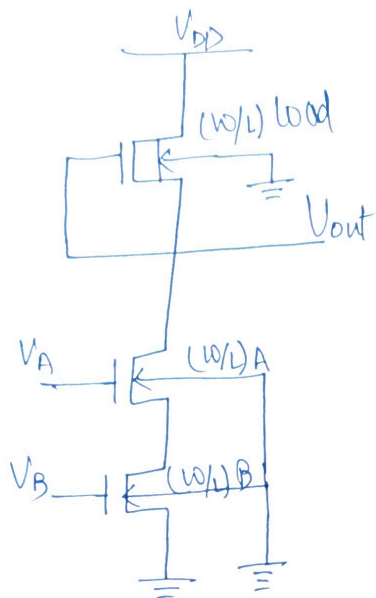 VDD
(W/L) Load
Vout
VA
(W/L) A
VB
(W/L) B